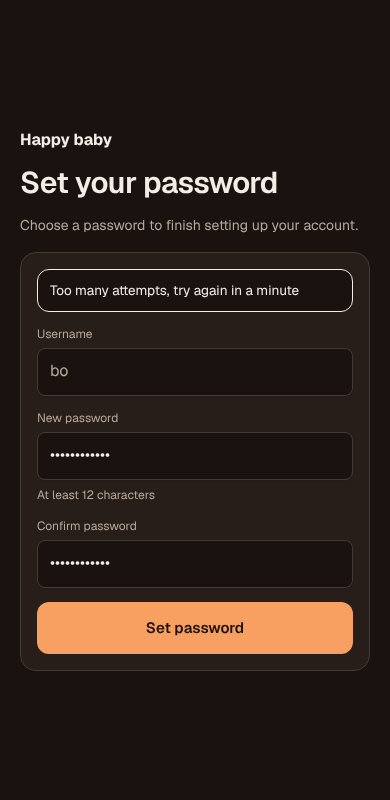 Happy baby
Set your password
Choose a password to finish setting up your account.
Too many attempts, try again in a minute
Username
bo
New password
••••••••••••
At least 12 characters
Confirm password
••••••••••••
Set password